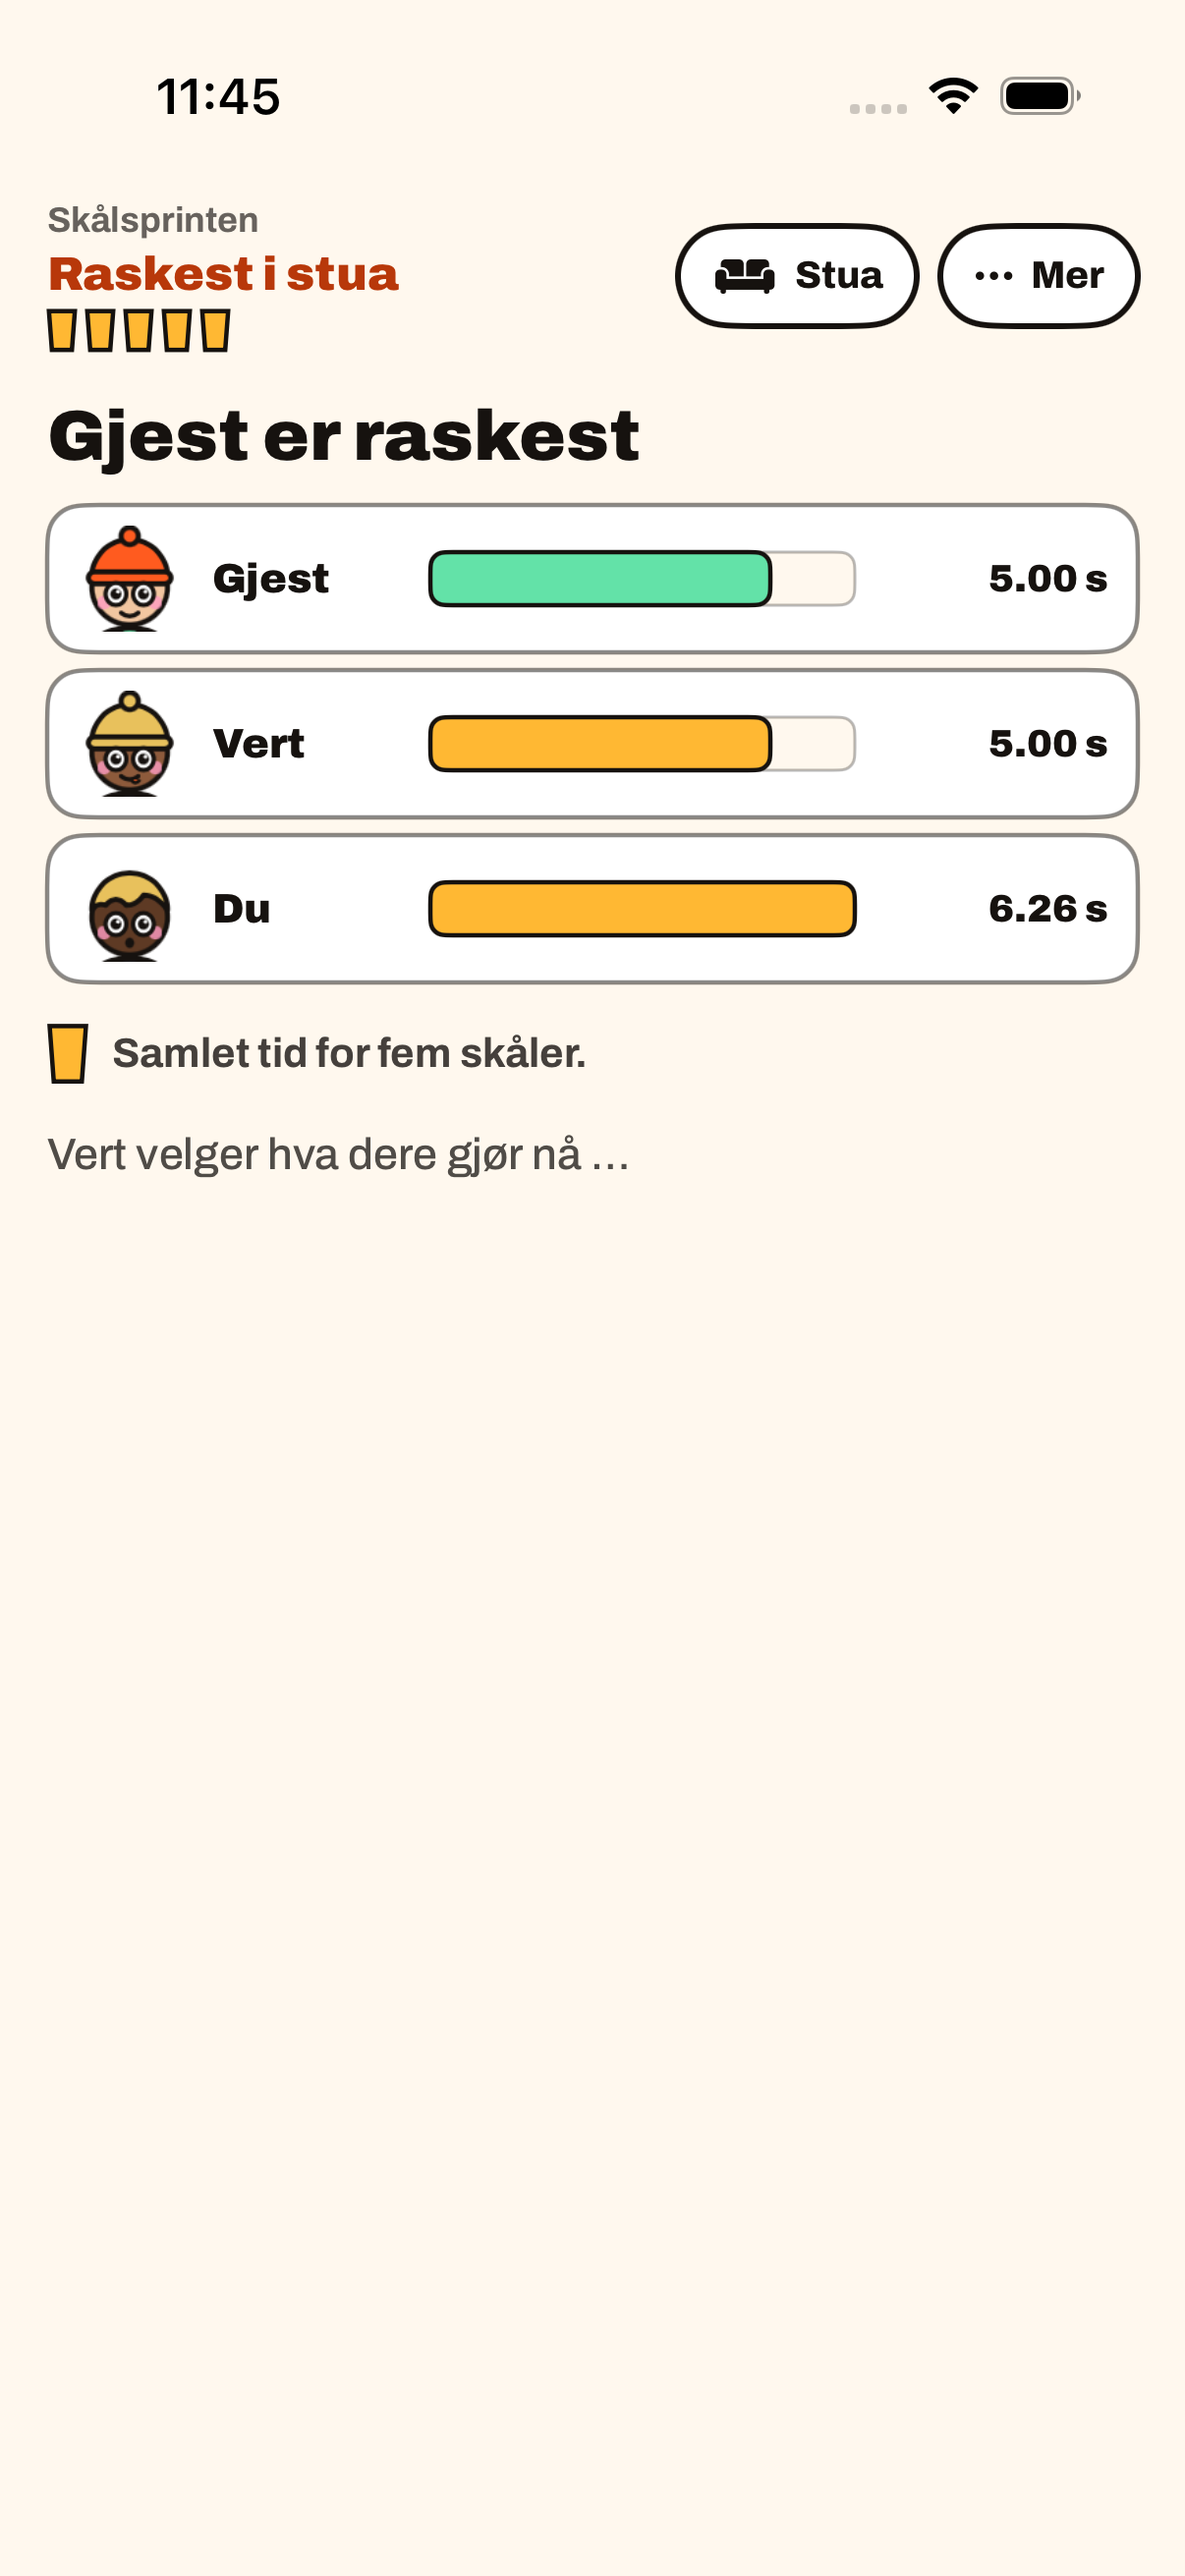 11:45
Skålsprinten
Raskest i stua
Stua
Mer
Gjest er raskest
Gjest 5.00 s
Vert 5.00 s
Du 6.26 s
Samlet tid for fem skåler.
Vert velger hva dere gjør nå ...